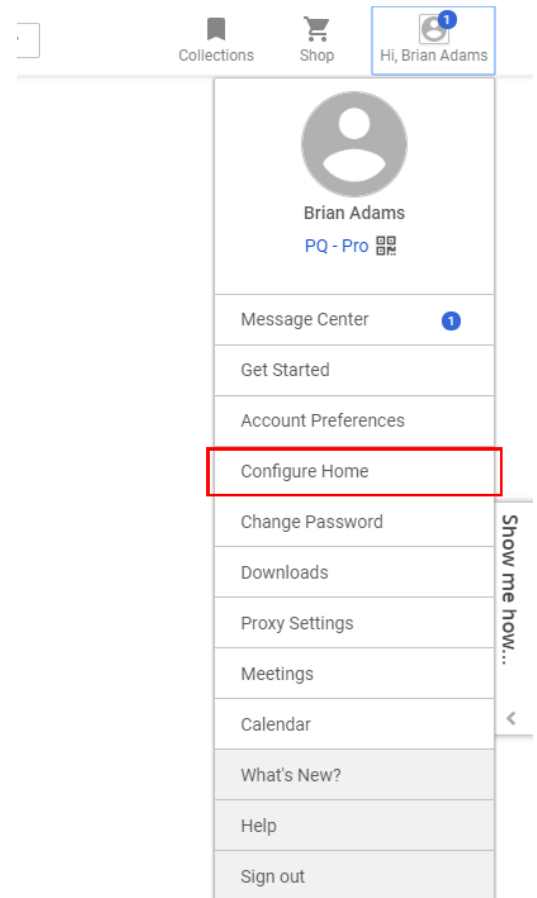 Collections
Shop
1
Hi, Brian Adams
Brian Adams
PQ - Pro
Message Center 1
Get Started
Account Preferences
Configure Home
Change Password
Downloads
Proxy Settings
Meetings
Calendar
What's New?
Help
Sign out
Show me how...